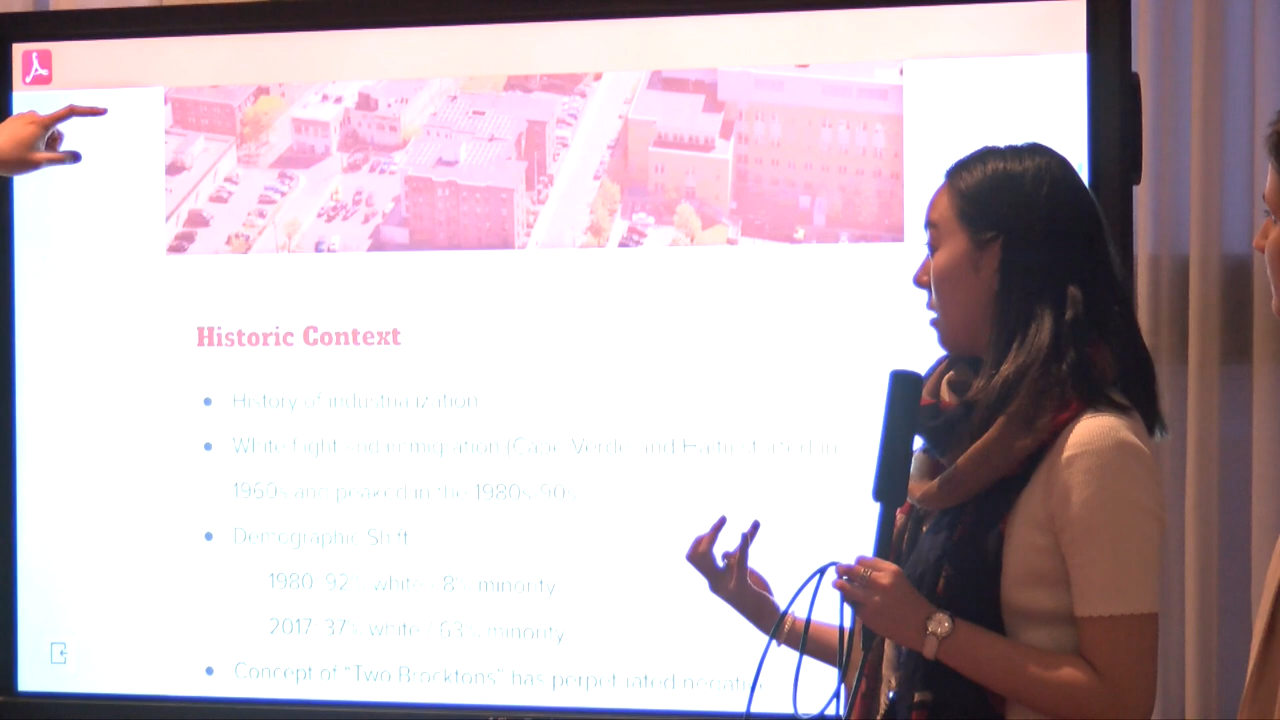 Historic Context
History of industrialization
White flight and immigration (Cape Verde and Haiti) started in
1960s and peaked in the 1980s-90s
Demographic Shift
1980 92% white 8% minority
2017 37% white 63% minority
Concept of "Two Brocktons" has perpetuated negative